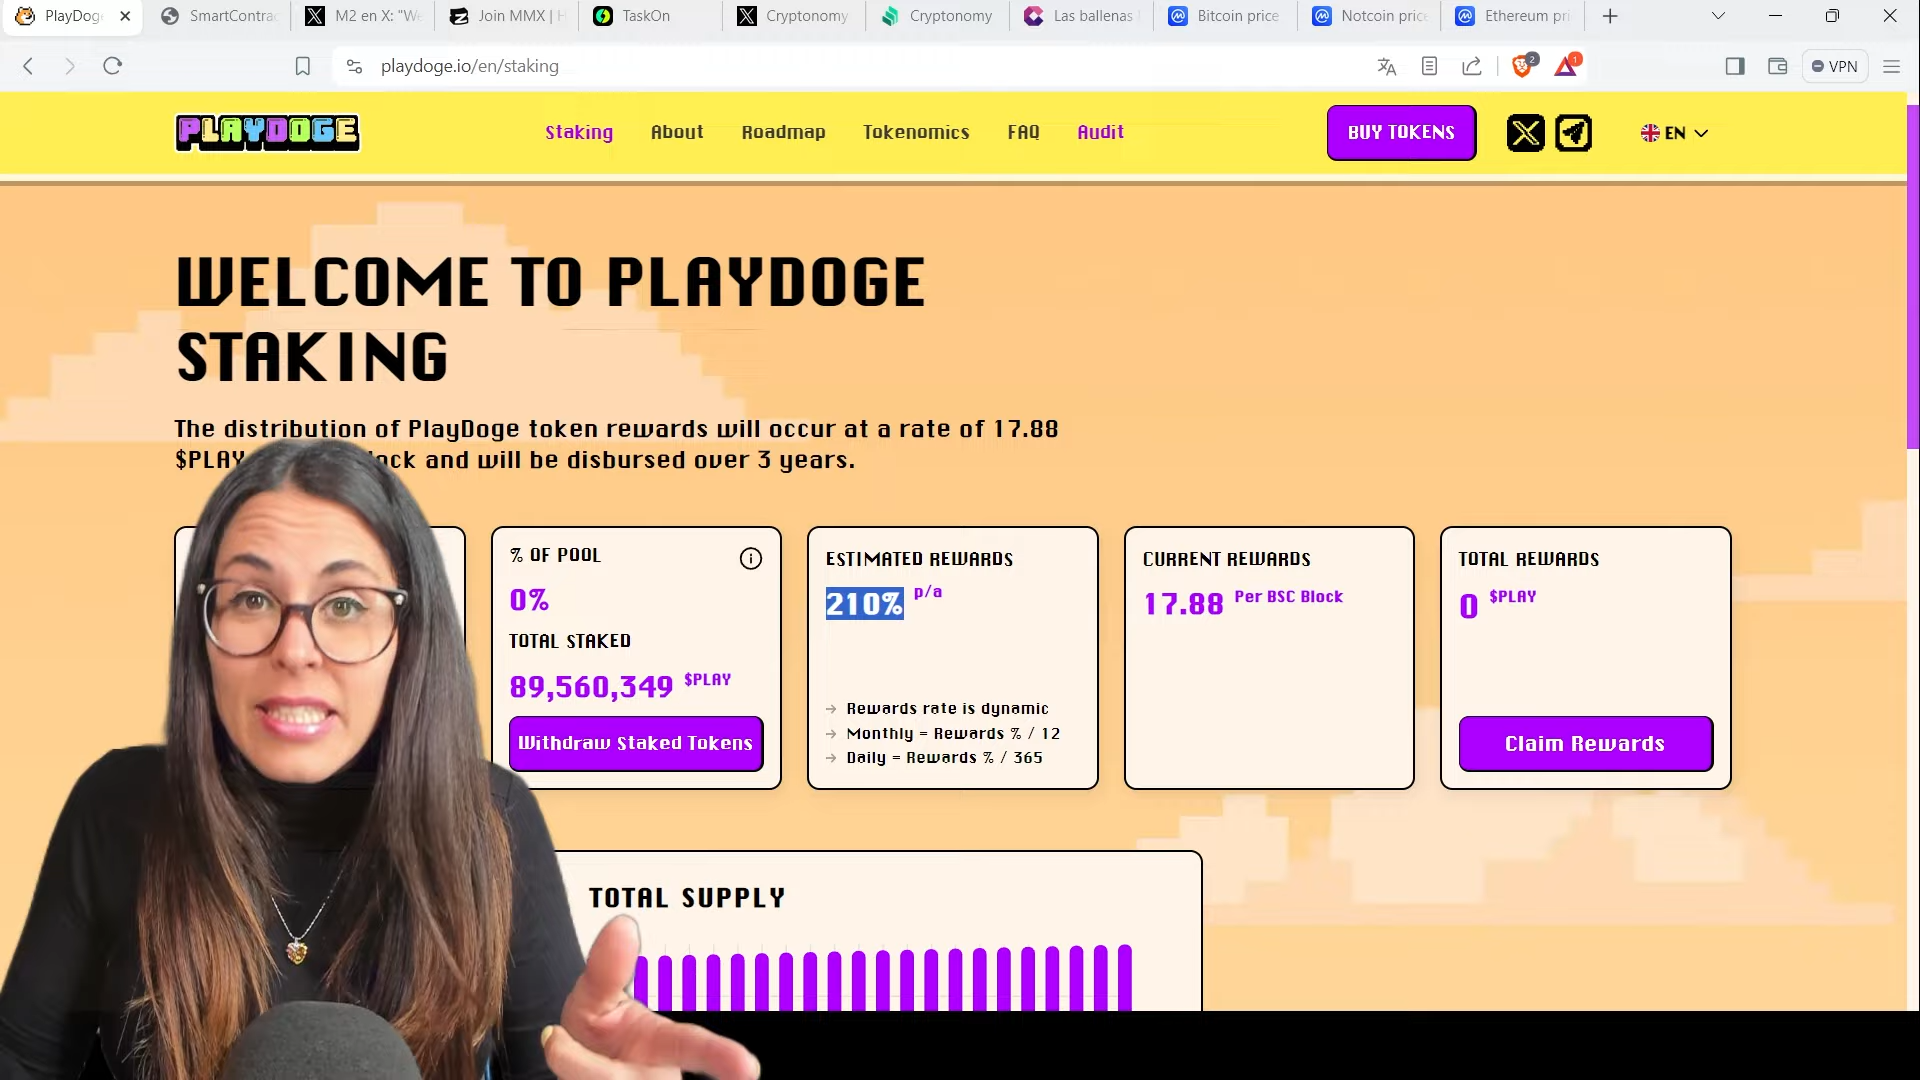 PlayDog
SmartContrac
M2 en X: "We
Join MMX | H
TaskOn
Cryptonomy
Cryptonomy
Las ballenas
Bitcoin price
Notcoin price
Ethereum pri
playdoge.io/en/staking
2
1
VPN
PLAYDOGE
Staking
About
Roadmap
Tokenomics
FAQ
Audit
BUY TOKENS
EN
WELCOME TO PLAYDOGE
STAKING
The distribution of PlayDoge token rewards will occur at a rate of 17.88
$PLAY ock and will be disbursed over 3 years.
% OF POOL
0%
TOTAL STAKED
89,560,349 $PLAY
Withdraw Staked Tokens
ESTIMATED REWARDS
210% p/a
Rewards rate is dynamic
Monthly = Rewards % / 12
Daily = Rewards % / 365
CURRENT REWARDS
17.88 Per BSC Block
TOTAL REWARDS
0 $PLAY
Claim Rewards
TOTAL SUPPLY